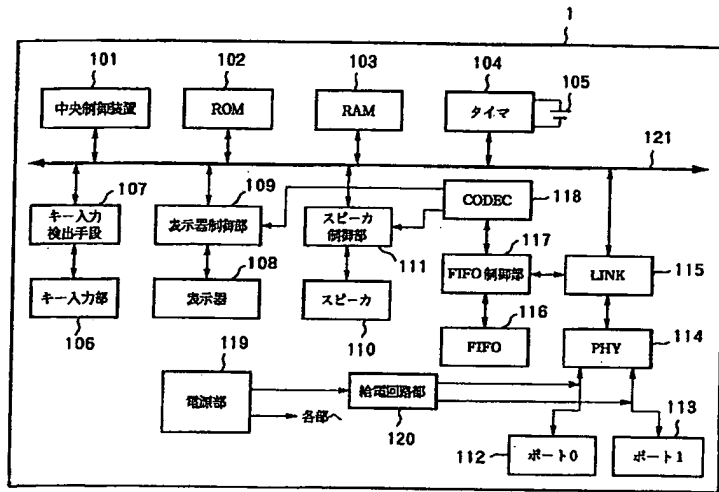 1
101
102
103
104
105
中央制御装置
ROM
RAM
タイマ
121
107
109
118
キー入力
検出手段
表示器制御部
スピーカ
制御部
CODEC
111
117
108
FIFO 制御部
LINK
115
キー入力部
表示器
スピーカ
116
106
110
FIFO
PHY
114
119
電源部
給電回路部
各部へ
120
112
ポート0
113
ポート1